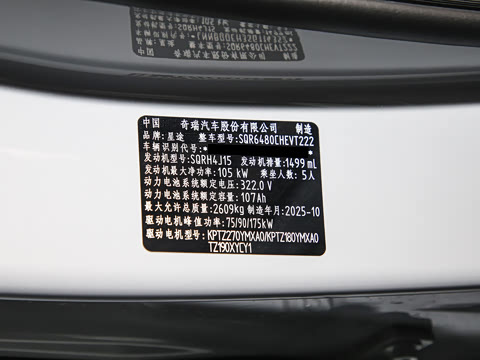 中国 奇瑞汽车股份有限公司 制造
品牌:星途 整车型号:SQR6480CHEVT222
车辆识别代号:* *
发动机型号:SQRH4J15 发动机排量:1499 mL
发动机最大净功率:105 kW 乘坐人数:5人
动力电池系统额定电压:322.0 V
动力电池系统额定容量:107Ah
最大允许总质量:2609kg 制造年月:2025-10
驱动电机峰值功率:75/90/175kW
驱动电机型号:KPTZ270YMXA0/KPTZ180YMXA0
TZ190XYCY1